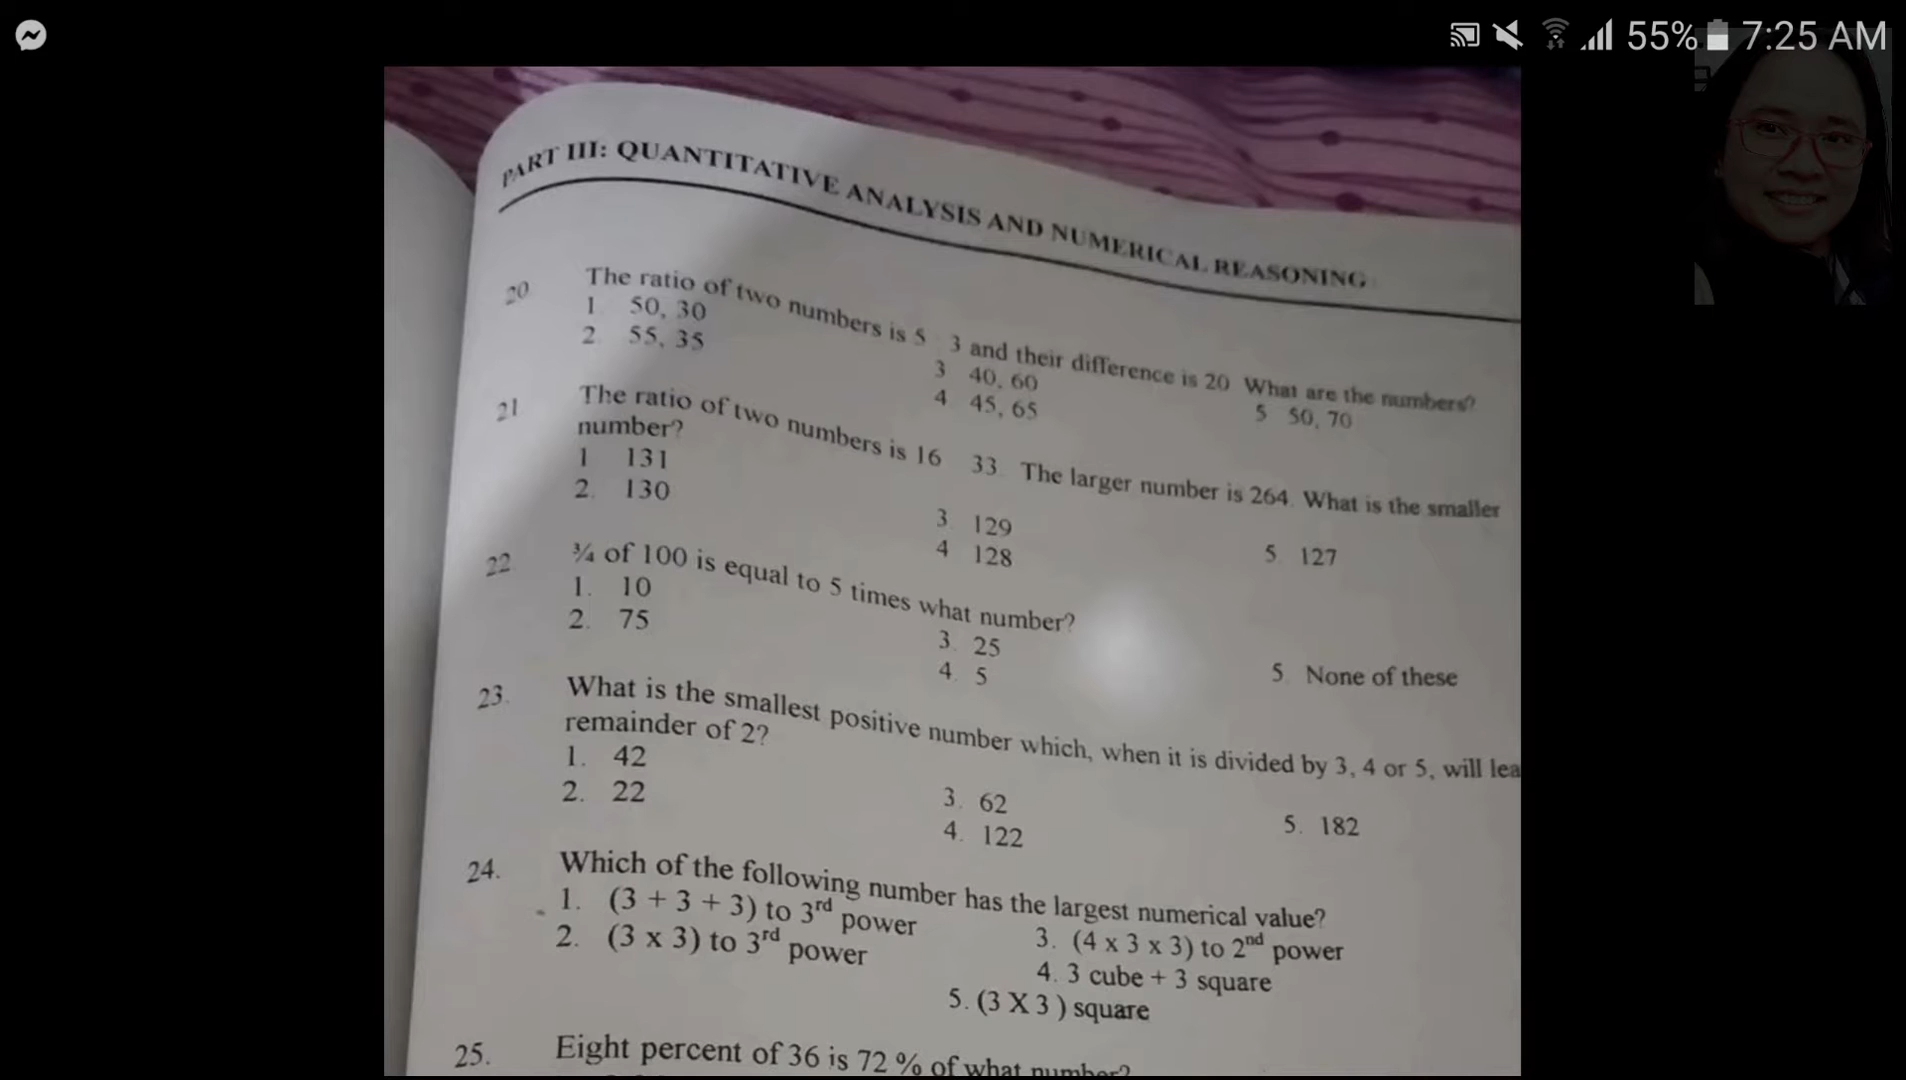 55% 7:25 AM
PART III: QUANTITATIVE ANALYSIS AND NUMERICAL REASONING
20 The ratio of two numbers is 5 : 3 and their difference is 20 What are the numbers?
1. 50, 30
2. 55, 35
3 40, 60
4 45, 65
5 50, 70
21 The ratio of two numbers is 16 33. The larger number is 264. What is the smaller
number?
1 131
2. 130
3. 129
4 128
5. 127
22 ¾ of 100 is equal to 5 times what number?
1. 10
2. 75
3. 25
4. 5
5. None of these
23. What is the smallest positive number which, when it is divided by 3, 4 or 5, will lea
remainder of 2?
1. 42
2. 22
3. 62
4. 122
5. 182
24. Which of the following number has the largest numerical value?
1. (3 + 3 + 3) to 3rd power
2. (3 x 3) to 3rd power
3. (4 x 3 x 3) to 2nd power
4. 3 cube + 3 square
5. (3 X 3 ) square
25. Eight percent of 36 is 72 % of what number?